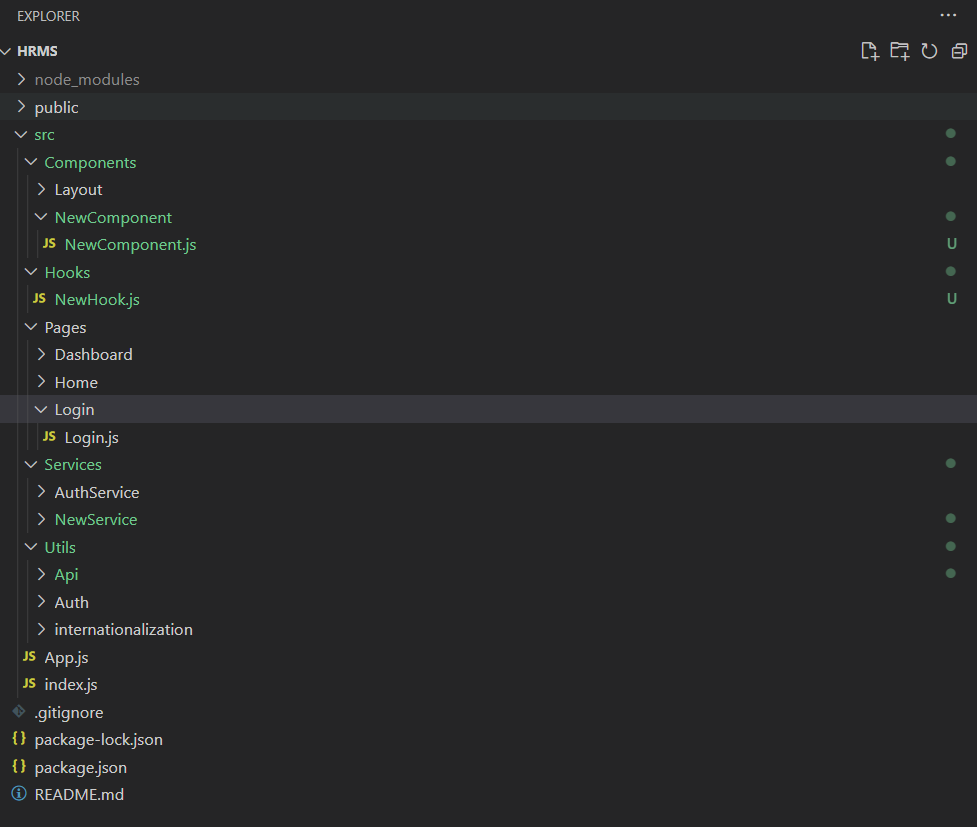 EXPLORER
HRMS
node_modules
public
src
Components
Layout
NewComponent
JS NewComponent.js U
Hooks
JS NewHook.js U
Pages
Dashboard
Home
Login
JS Login.js
Services
AuthService
NewService
Utils
Api
Auth
internationalization
JS App.js
JS index.js
.gitignore
{} package-lock.json
{} package.json
README.md